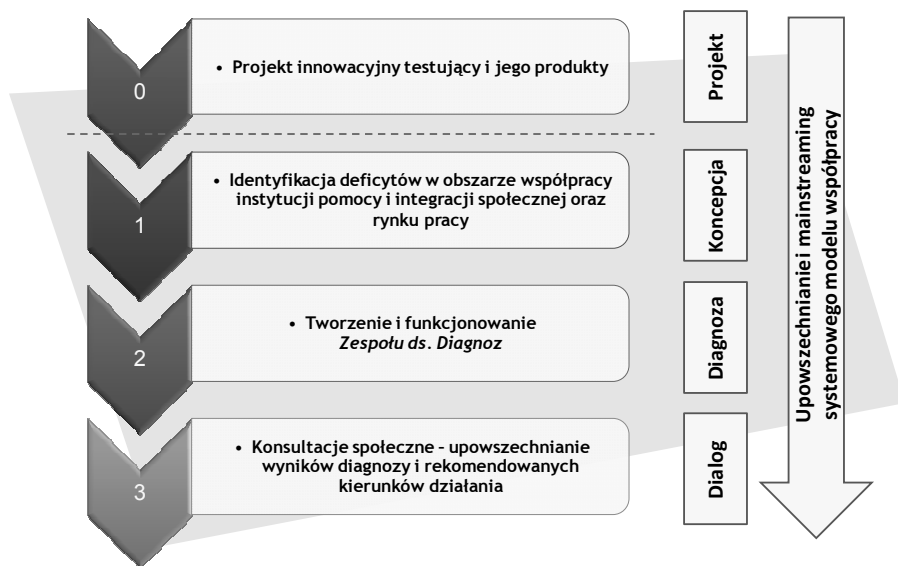 0
• Projekt innowacyjny testujący i jego produkty
Projekt
1
• Identyfikacja deficytów w obszarze współpracy
instytucji pomocy i integracji społecznej oraz
rynku pracy
Koncepcja
2
• Tworzenie i funkcjonowanie
Zespołu ds. Diagnoz
Diagnoza
3
• Konsultacje społeczne – upowszechnianie
wyników diagnozy i rekomendowanych
kierunków działania
Dialog
Upowszechnianie i mainstreaming
systemowego modelu współpracy